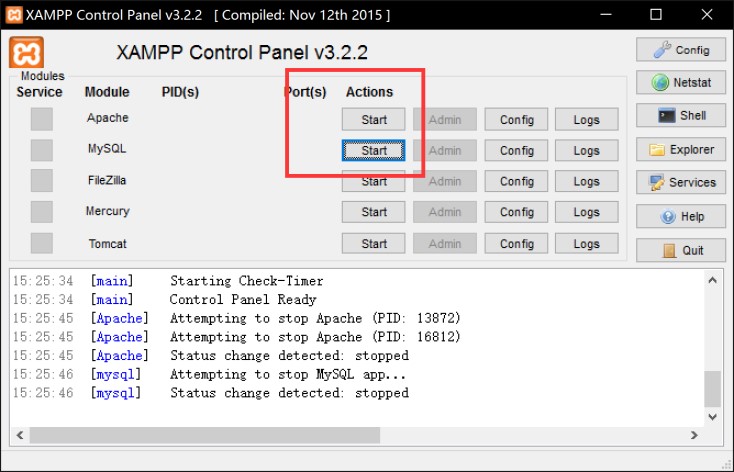 XAMPP Control Panel v3.2.2 [ Compiled: Nov 12th 2015 ]
XAMPP Control Panel v3.2.2
Config
Modules
Service Module PID(s) Port(s) Actions
Netstat
Apache Start Admin Config Logs
Shell
MySQL Start Admin Config Logs
Explorer
FileZilla Start Admin Config Logs
Services
Mercury Start Admin Config Logs
Help
Tomcat Start Admin Config Logs
Quit
15:25:34 [main] Starting Check-Timer
15:25:34 [main] Control Panel Ready
15:25:45 [Apache] Attempting to stop Apache (PID: 13872)
15:25:45 [Apache] Attempting to stop Apache (PID: 16812)
15:25:45 [Apache] Status change detected: stopped
15:25:46 [mysql] Attempting to stop MySQL app...
15:25:46 [mysql] Status change detected: stopped